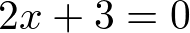 2x + 3 = 0